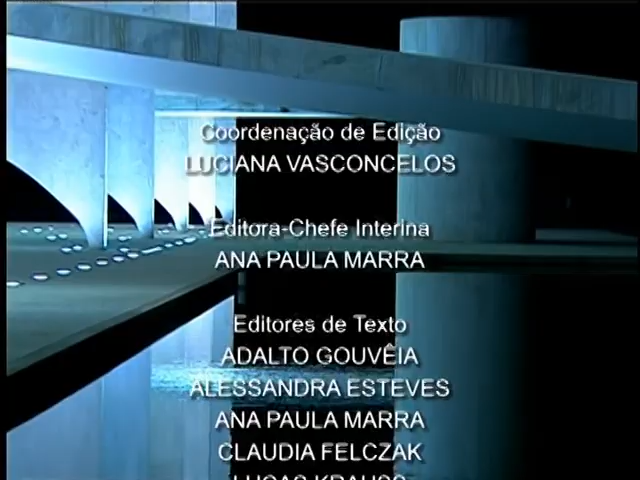 Coordenação de Edição
LUCIANA VASCONCELOS
Editora-Chefe Interina
ANA PAULA MARRA
Editores de Texto
ADALTO GOUVEIA
ALESSANDRA ESTEVES
ANA PAULA MARRA
CLAUDIA FELCZAK